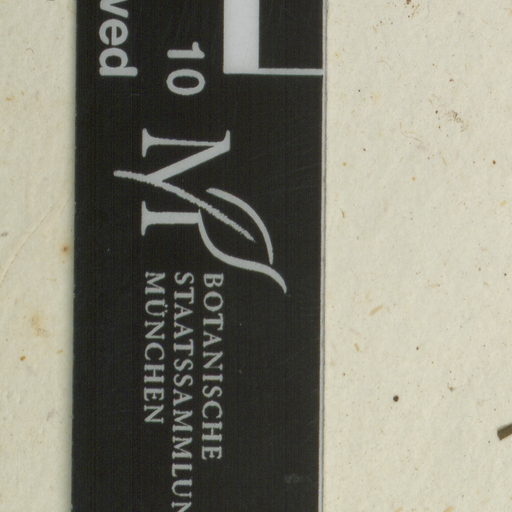 ved
10
M
BOTANISCHE
STAATSSAMMLUN
MÜNCHEN